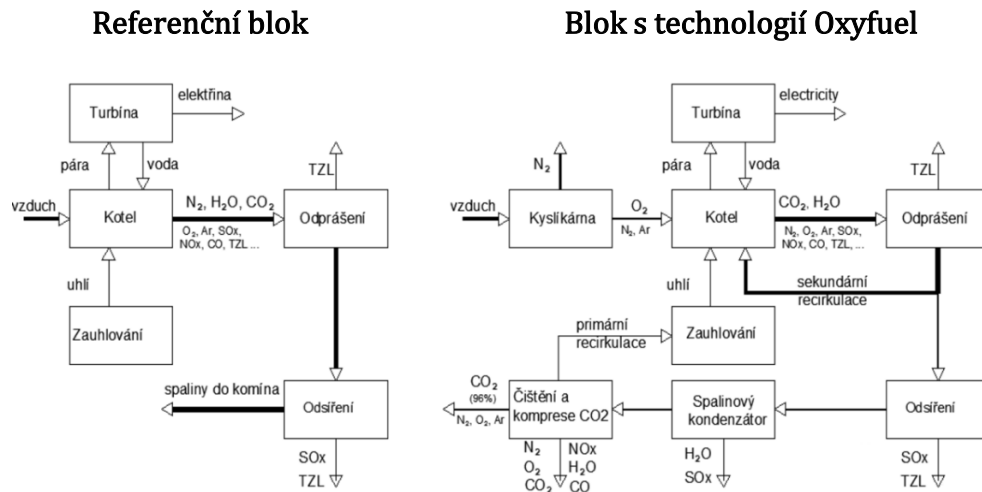 Referenční blok
elektřina
Turbína
pára
voda
TZL
vzduch
Kotel
N₂, H₂O, CO₂
O₂, Ar, SOx,
NOx, CO, TZL ...
Odprášení
uhlí
Zauhlování
spaliny do komína
Odsíření
SOx
TZL
Blok s technologií Oxyfuel
electricity
Turbína
N₂
pára
voda
TZL
vzduch
Kyslíkárna
O₂
N₂, Ar
Kotel
CO₂, H₂O
N₂, O₂, Ar, SOx,
NOx, CO, TZL, ...
Odprášení
uhlí
sekundární
recirkulace
primární
recirkulace
Zauhlování
CO₂
(96%)
N₂, O₂, Ar
Čištění a
komprese CO2
Spalinový
kondenzátor
Odsíření
N₂ NOx
O₂ H₂O
CO₂ CO
H₂O
SOx
SOx
TZL